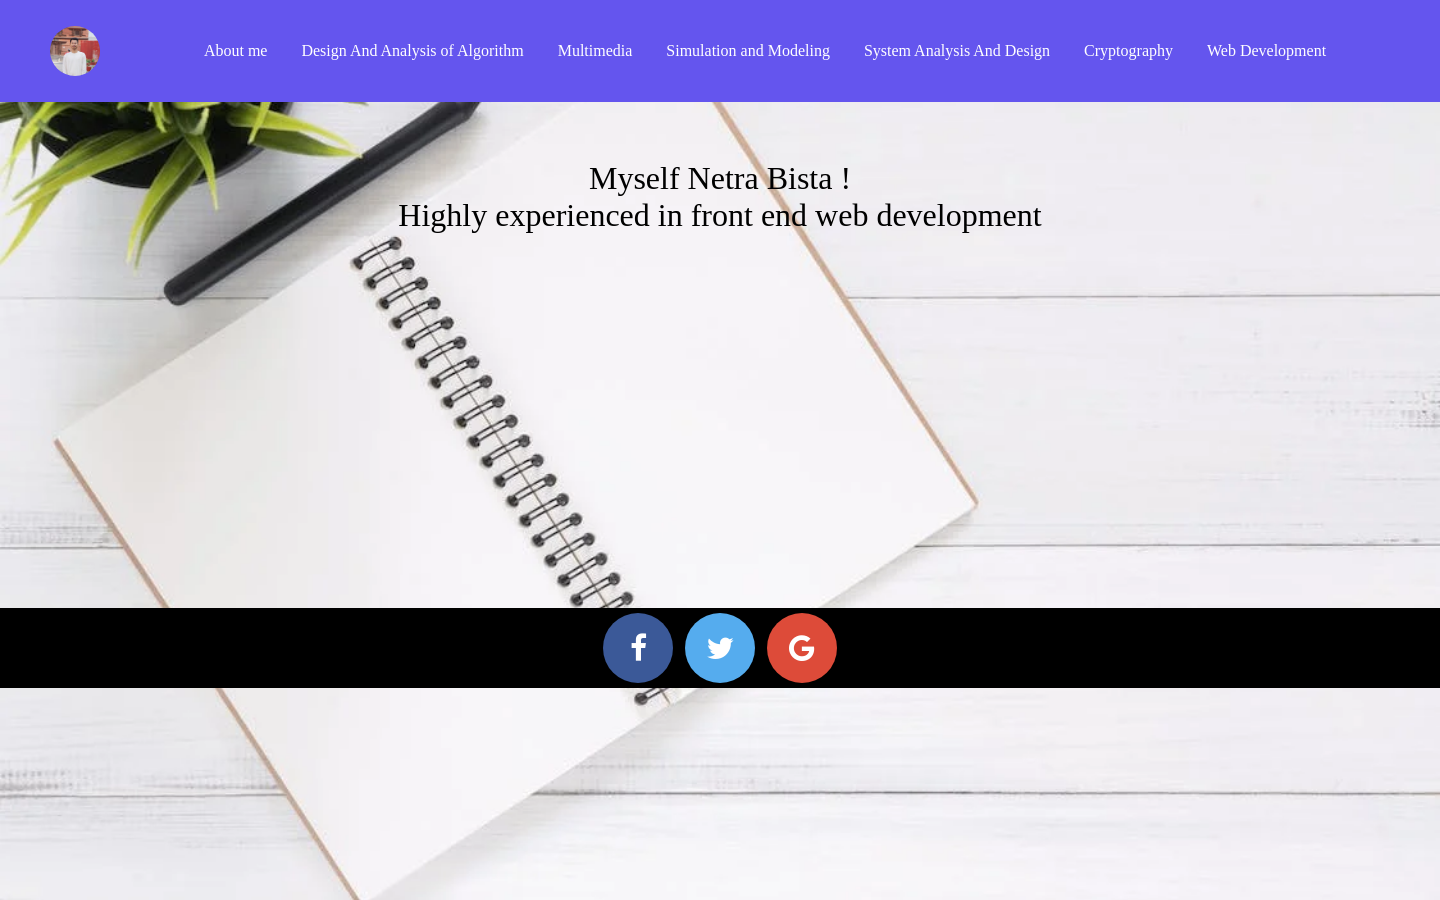 About me Design And Analysis of Algorithm Multimedia Simulation and Modeling System Analysis And Design Cryptography Web Development
Myself Netra Bista !
Highly experienced in front end web development